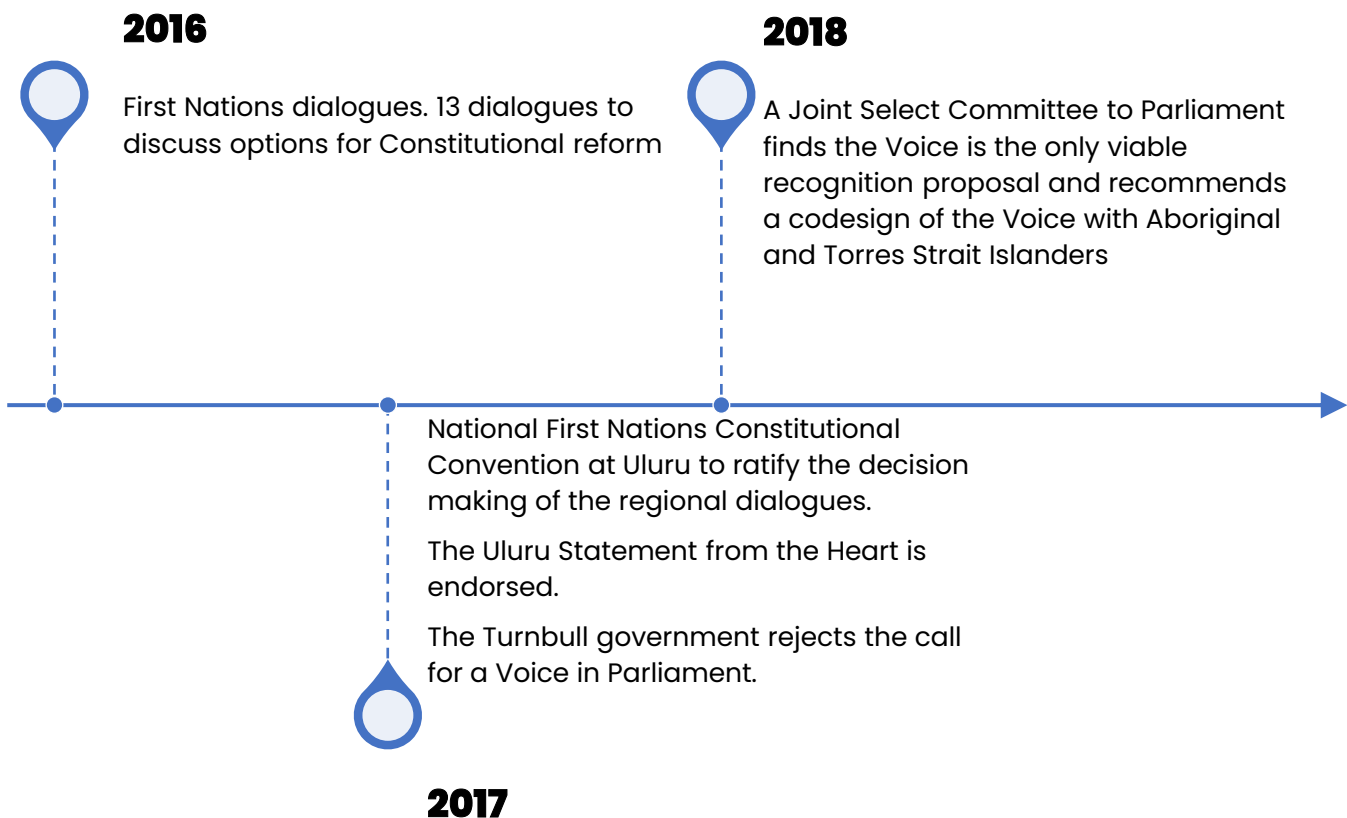 2016
First Nations dialogues. 13 dialogues to
discuss options for Constitutional reform
2018
A Joint Select Committee to Parliament
finds the Voice is the only viable
recognition proposal and recommends
a codesign of the Voice with Aboriginal
and Torres Strait Islanders
National First Nations Constitutional
Convention at Uluru to ratify the decision
making of the regional dialogues.
The Uluru Statement from the Heart is
endorsed.
The Turnbull government rejects the call
for a Voice in Parliament.
2017